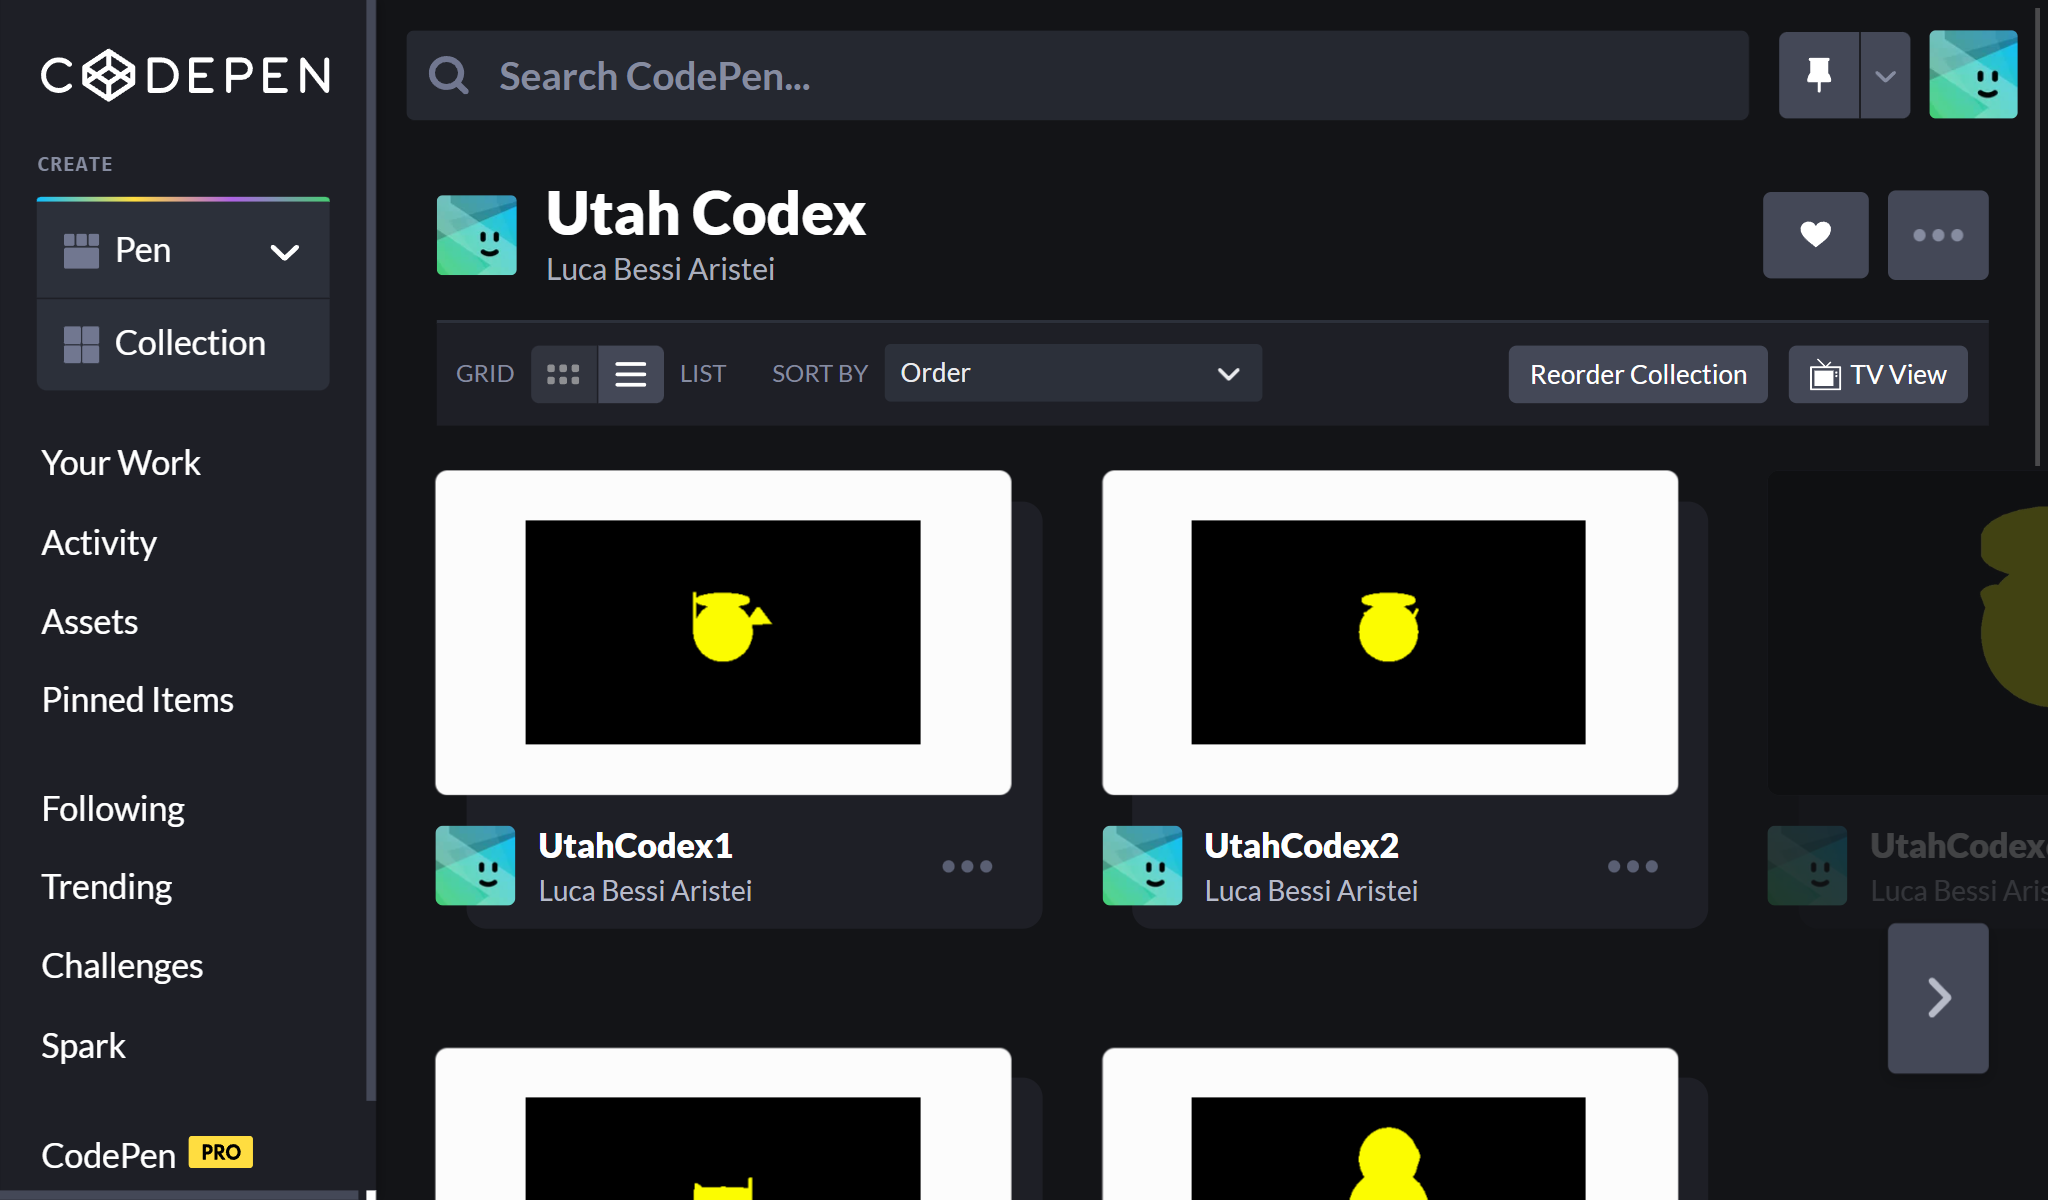 CODEPEN
CREATE
Pen
Collection
Your Work
Activity
Assets
Pinned Items
Following
Trending
Challenges
Spark
CodePen PRO
Search CodePen...
Utah Codex
Luca Bessi Aristei
GRID LIST SORT BY Order Reorder Collection TV View
UtahCodex1
Luca Bessi Aristei
UtahCodex2
Luca Bessi Aristei
UtahCodex
Luca Bessi Aris